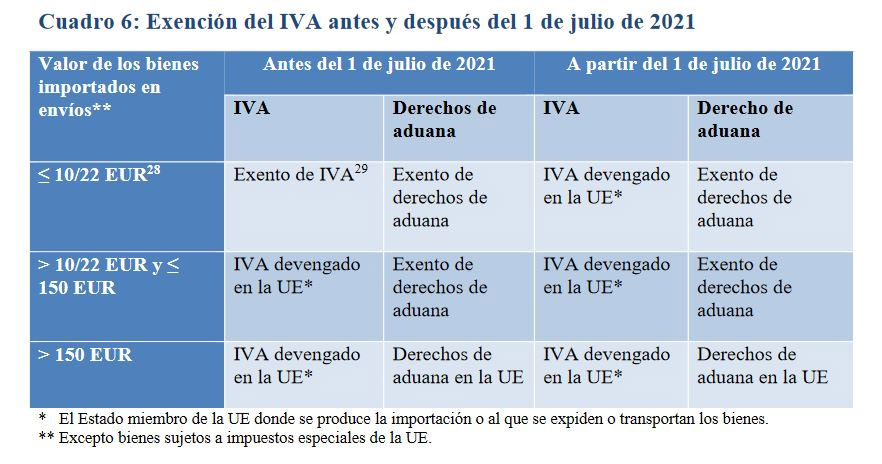 Cuadro 6: Exención del IVA antes y después del 1 de julio de 2021
Valor de los bienes
importados en
envíos**
Antes del 1 de julio de 2021
A partir del 1 de julio de 2021
IVA
Derechos de
aduana
IVA
Derecho de
aduana
≤ 10/22 EUR28
Exento de IVA29
Exento de
derechos de
aduana
IVA devengado
en la UE*
Exento de
derechos de
aduana
> 10/22 EUR y ≤
150 EUR
IVA devengado
en la UE*
Exento de
derechos de
aduana
IVA devengado
en la UE*
Exento de
derechos de
aduana
> 150 EUR
IVA devengado
en la UE*
Derechos de
aduana en la UE
IVA devengado
en la UE*
Derechos de
aduana en la UE
* El Estado miembro de la UE donde se produce la importación o al que se expiden o transportan los bienes.
** Excepto bienes sujetos a impuestos especiales de la UE.